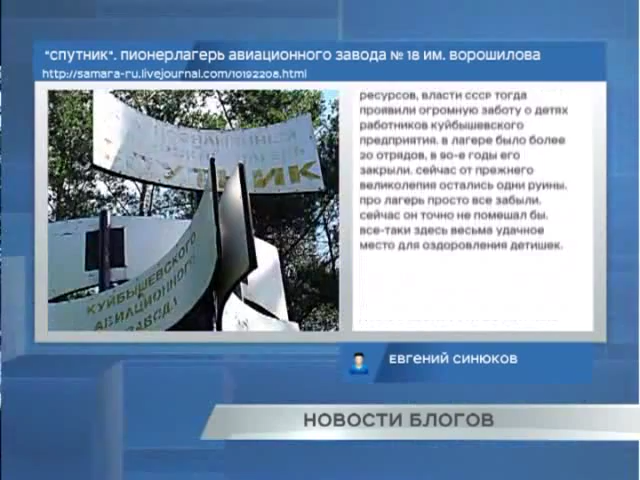 "СПУТНИК". ПИОНЕРЛАГЕРЬ АВИАЦИОННОГО ЗАВОДА № 18 ИМ. ВОРОШИЛОВА
http://samara-ru.livejournal.com/10192208.html
КУЙБЫШЕВСКОГО
АВИАЦИОННОГО
ЗАВОДА
ресурсов, власти СССР тогда
проявили огромную заботу о детях
работников куйбышевского
предприятия. в лагере было более
20 отрядов, в 90-е годы его
закрыли. сейчас от прежнего
великолепия остались одни руины.
про лагерь просто все забыли.
сейчас он точно не помешал бы.
все-таки здесь весьма удачное
место для оздоровления детишек.
ЕВГЕНИЙ СИНЮКОВ
НОВОСТИ БЛОГОВ